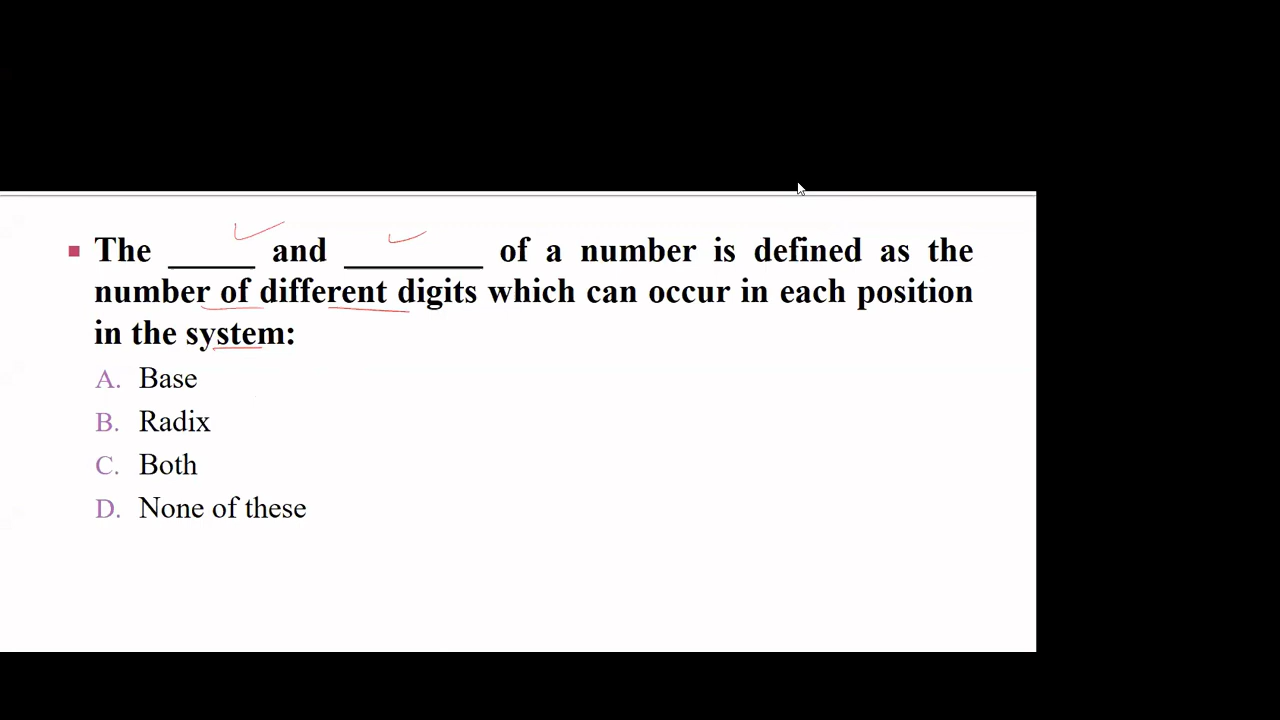 The _____ and ________ of a number is defined as the
number of different digits which can occur in each position
in the system:
A. Base
B. Radix
C. Both
D. None of these